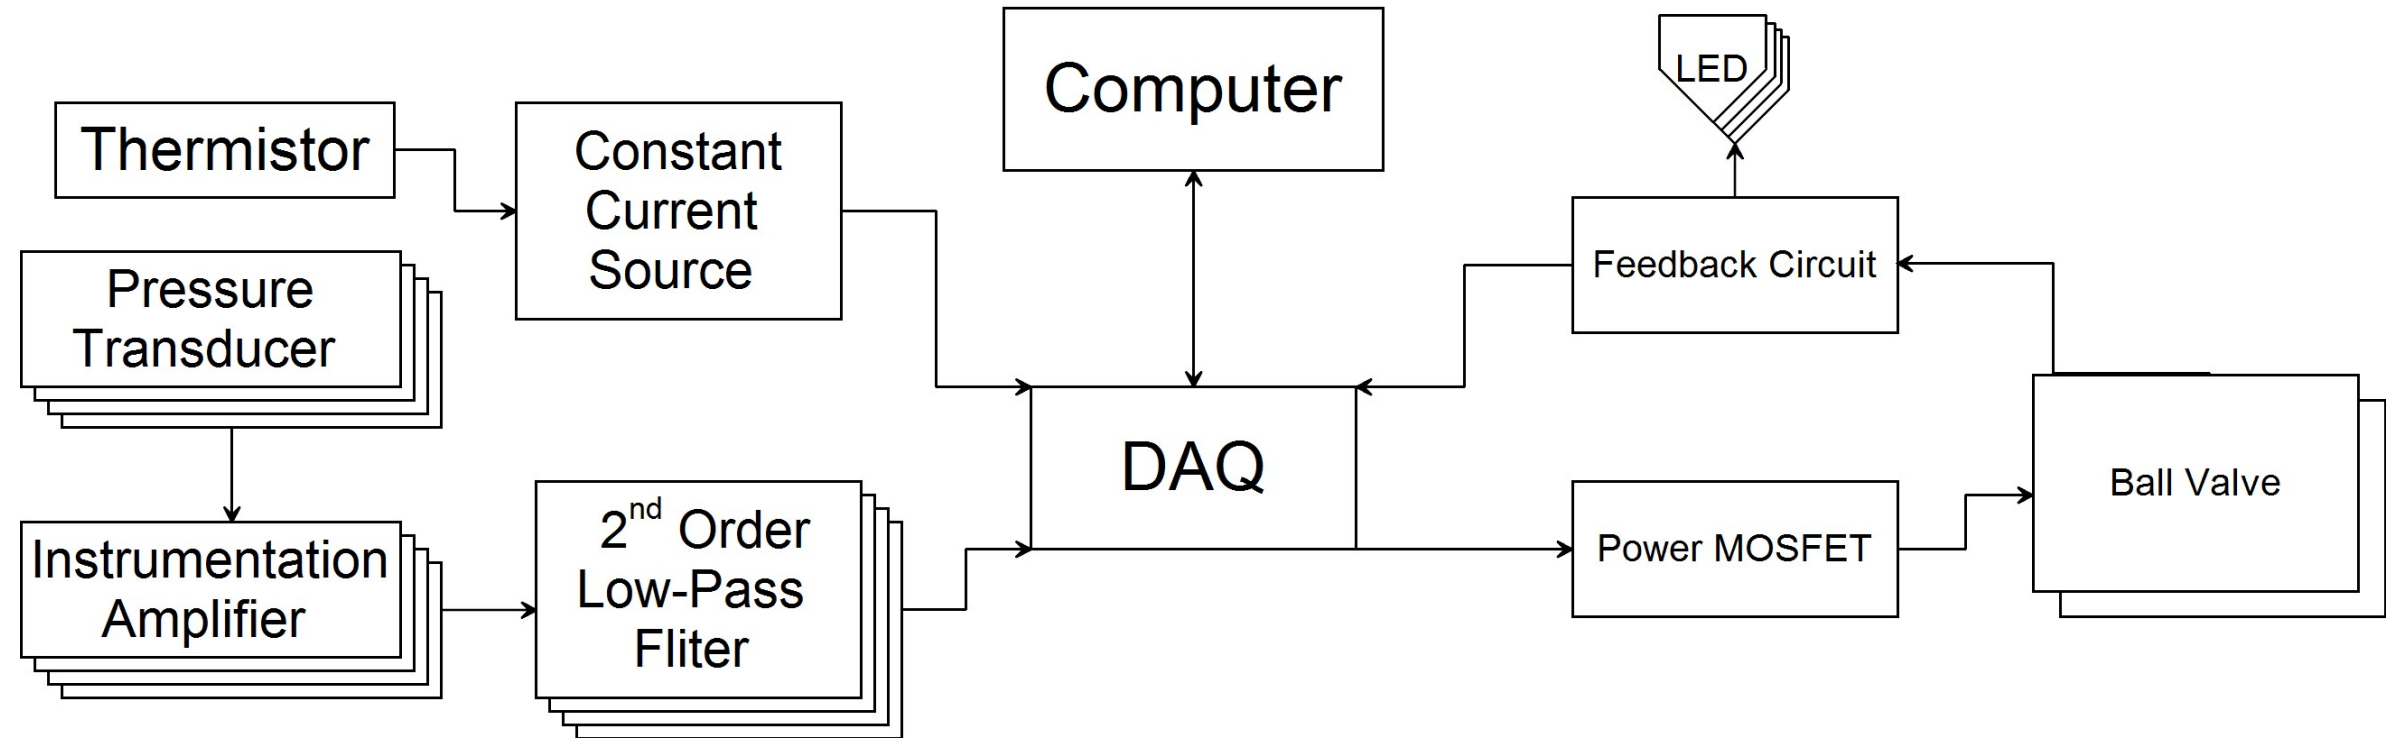 Thermistor
Constant
Current
Source
Computer
LED
Pressure
Transducer
Feedback Circuit
DAQ
Ball Valve
Instrumentation
Amplifier
2nd Order
Low-Pass
Fliter
Power MOSFET